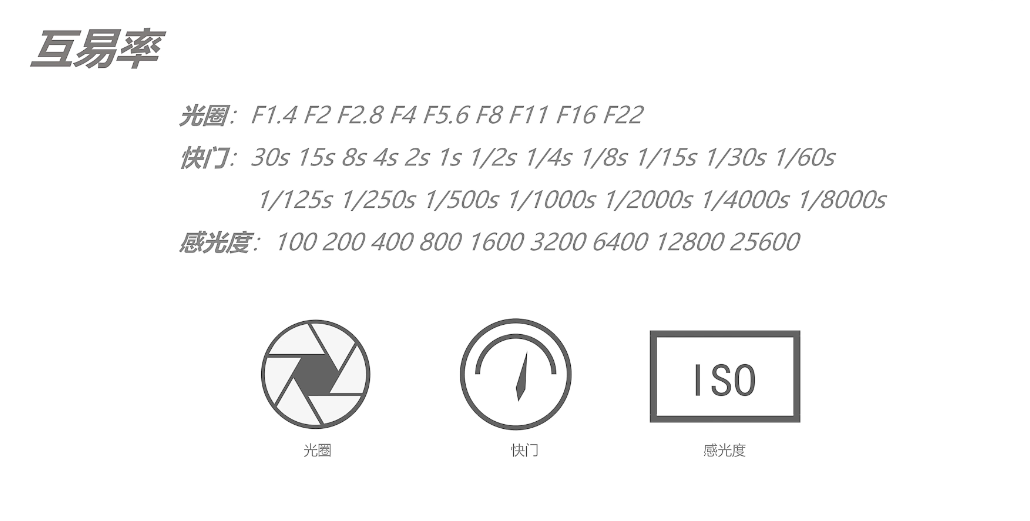 互易率
光圈：F1.4 F2 F2.8 F4 F5.6 F8 F11 F16 F22
快门：30s 15s 8s 4s 2s 1s 1/2s 1/4s 1/8s 1/15s 1/30s 1/60s
1/125s 1/250s 1/500s 1/1000s 1/2000s 1/4000s 1/8000s
感光度：100 200 400 800 1600 3200 6400 12800 25600
ISO
光圈 快门 感光度